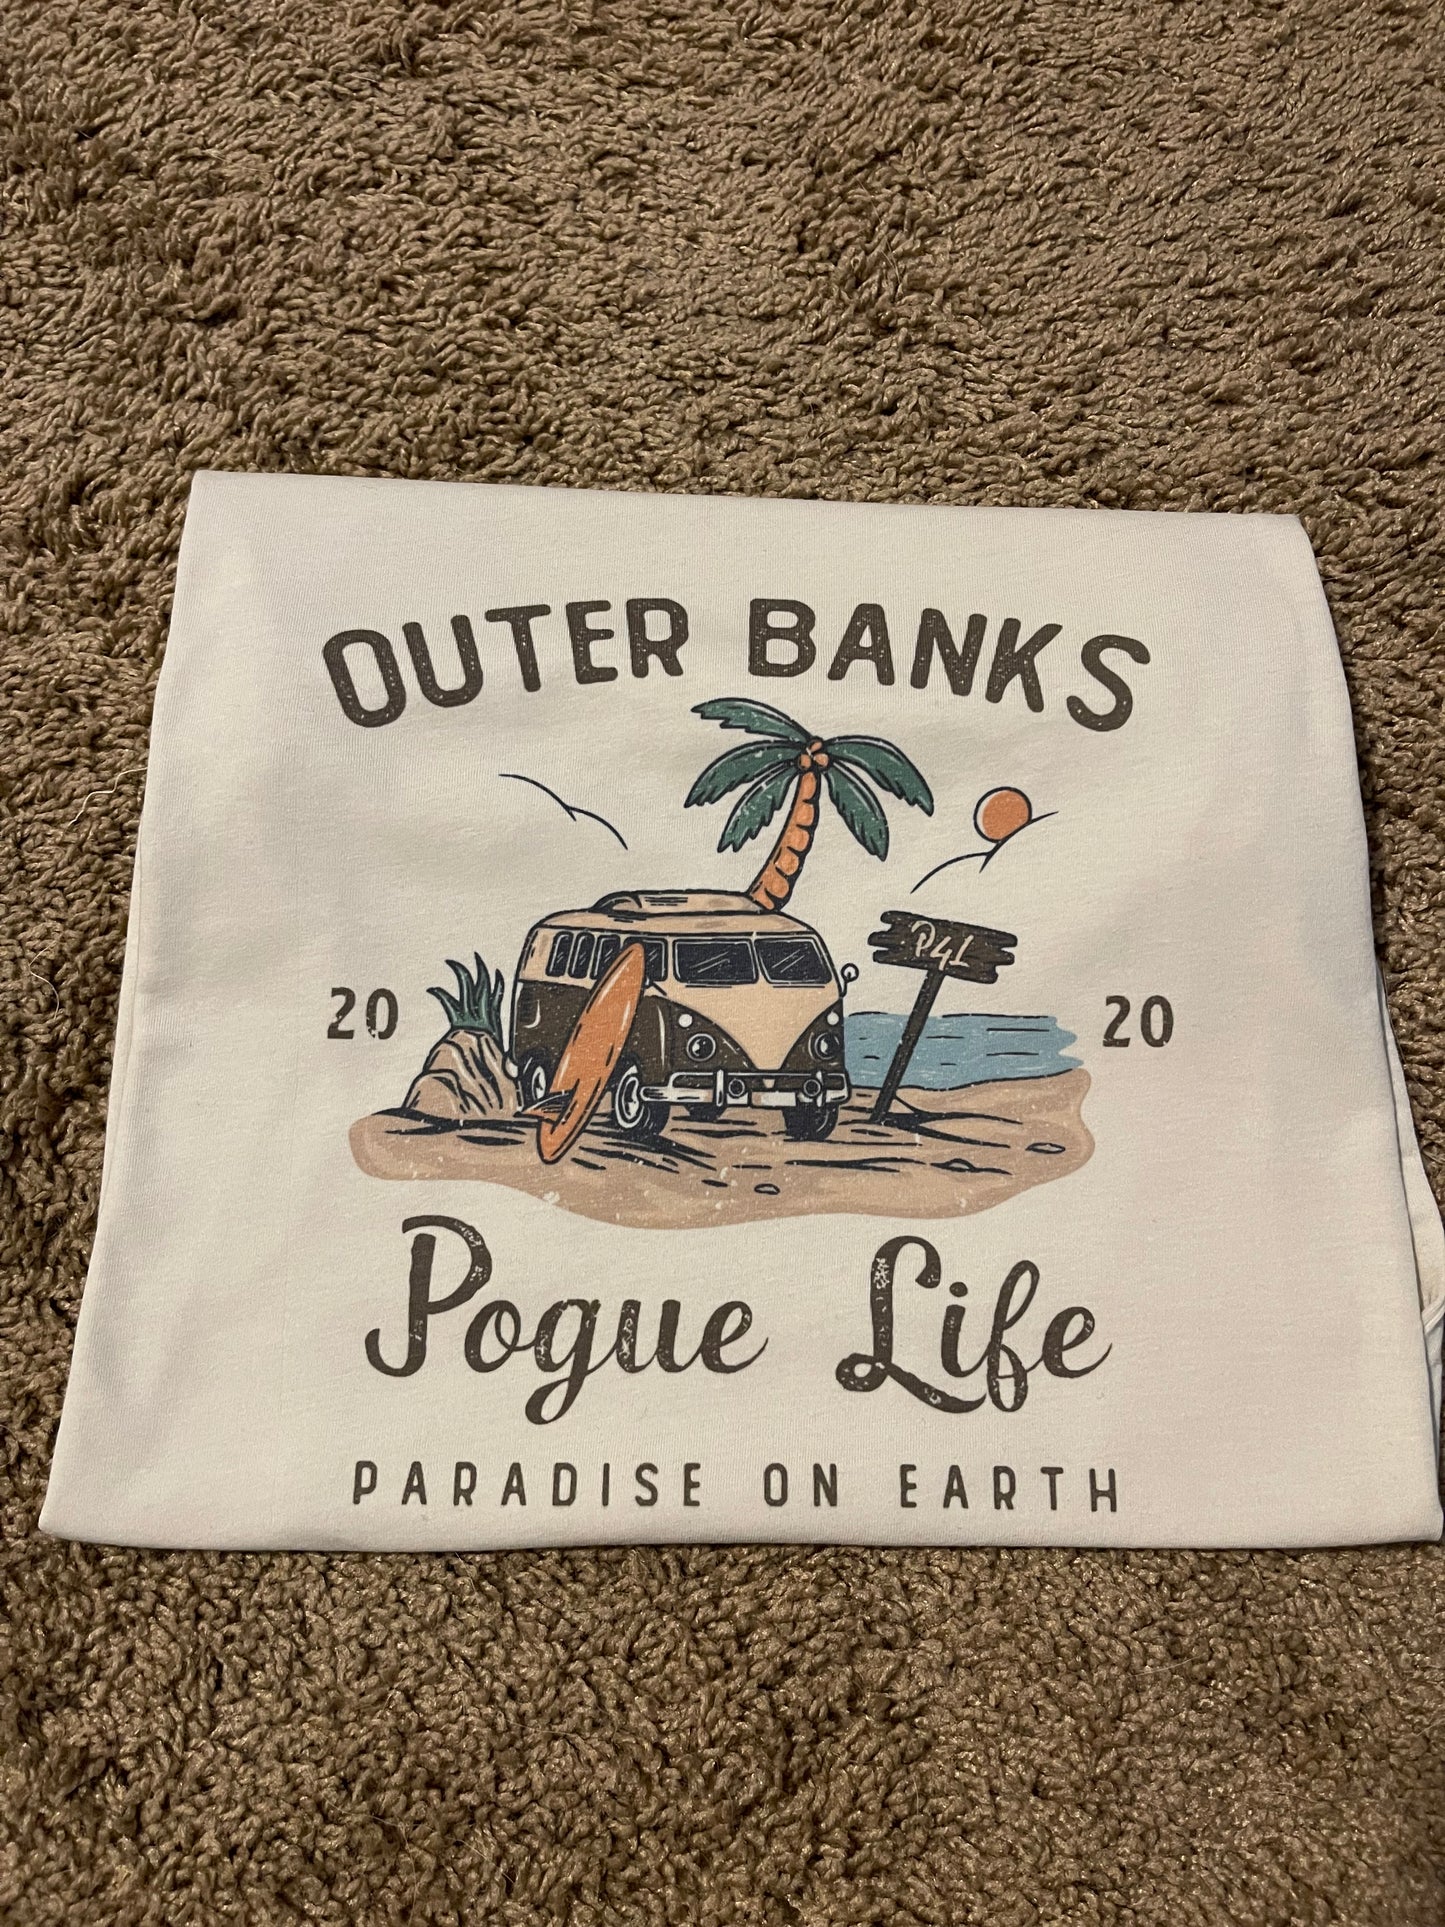 OUTER BANKS
P4L
20 20
Pogue Life
PARADISE ON EARTH